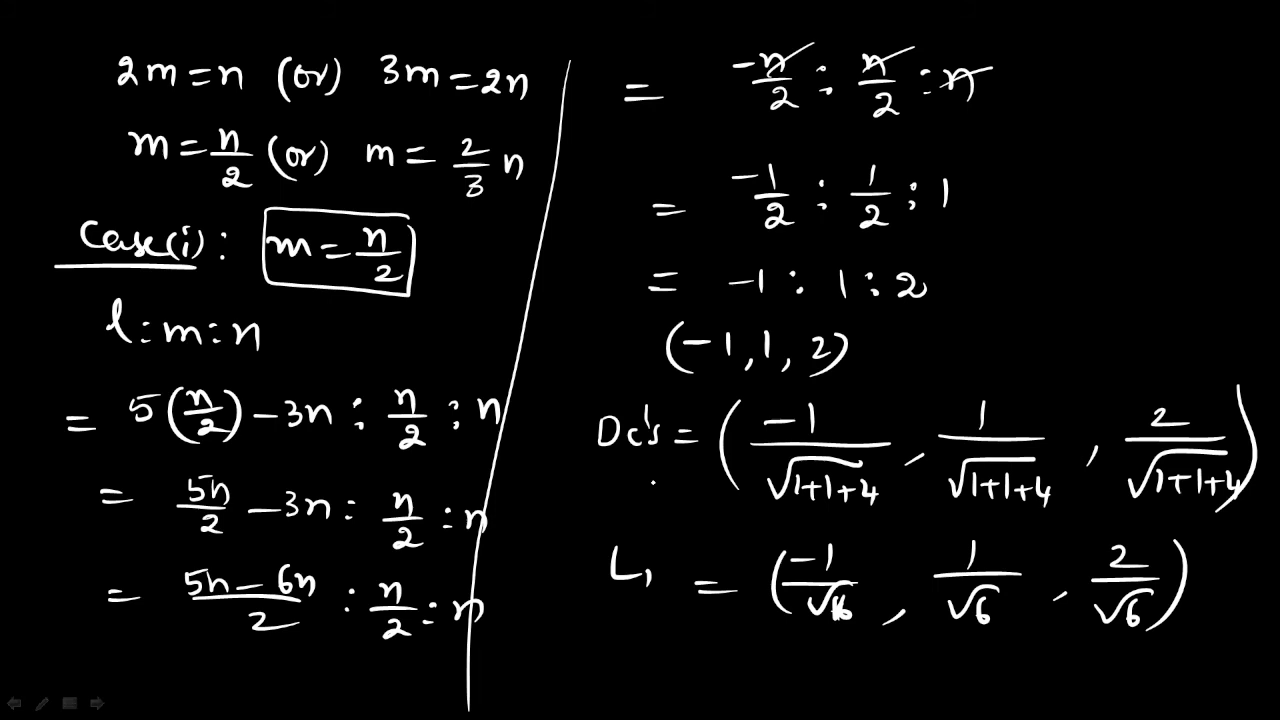 2m = n (or) 3m = 2n
m = n/2 (or) m = 2/3 n
Case(i): m = n/2
l : m : n
= 5(n/2) - 3n : n/2 : n
= 5n/2 - 3n : n/2 : n
= (5n - 6n)/2 : n/2 : n
= -n/2 : n/2 : n
= -1/2 : 1/2 : 1
= -1 : 1 : 2
(-1, 1, 2)
Dc's = (-1/√(1+1+4), 1/√(1+1+4), 2/√(1+1+4))
L₁ = (-1/√6, 1/√6, 2/√6)